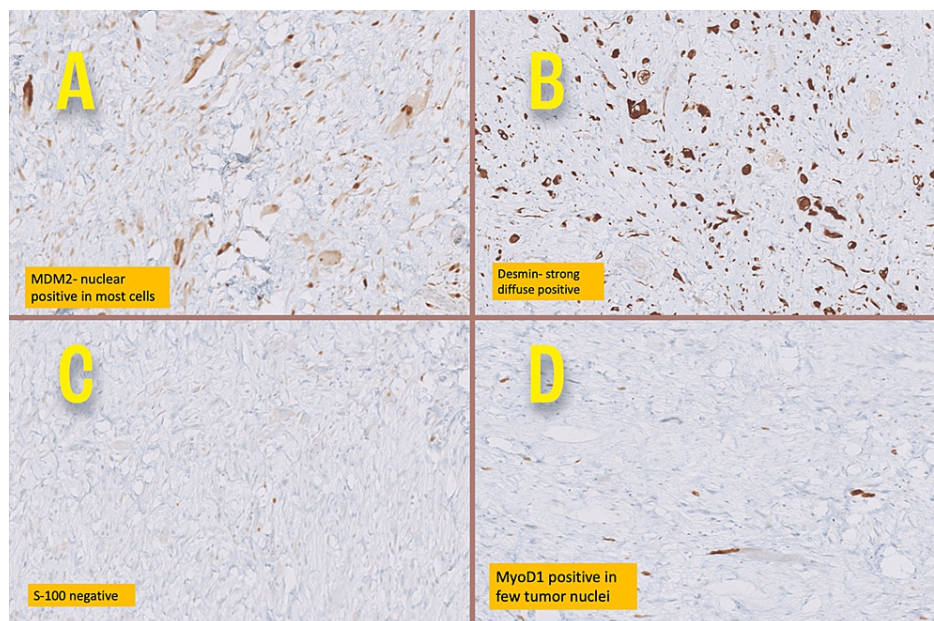 A
MDM2- nuclear
positive in most cells
B
Desmin- strong
diffuse positive
C
S-100 negative
D
MyoD1 positive in
few tumor nuclei